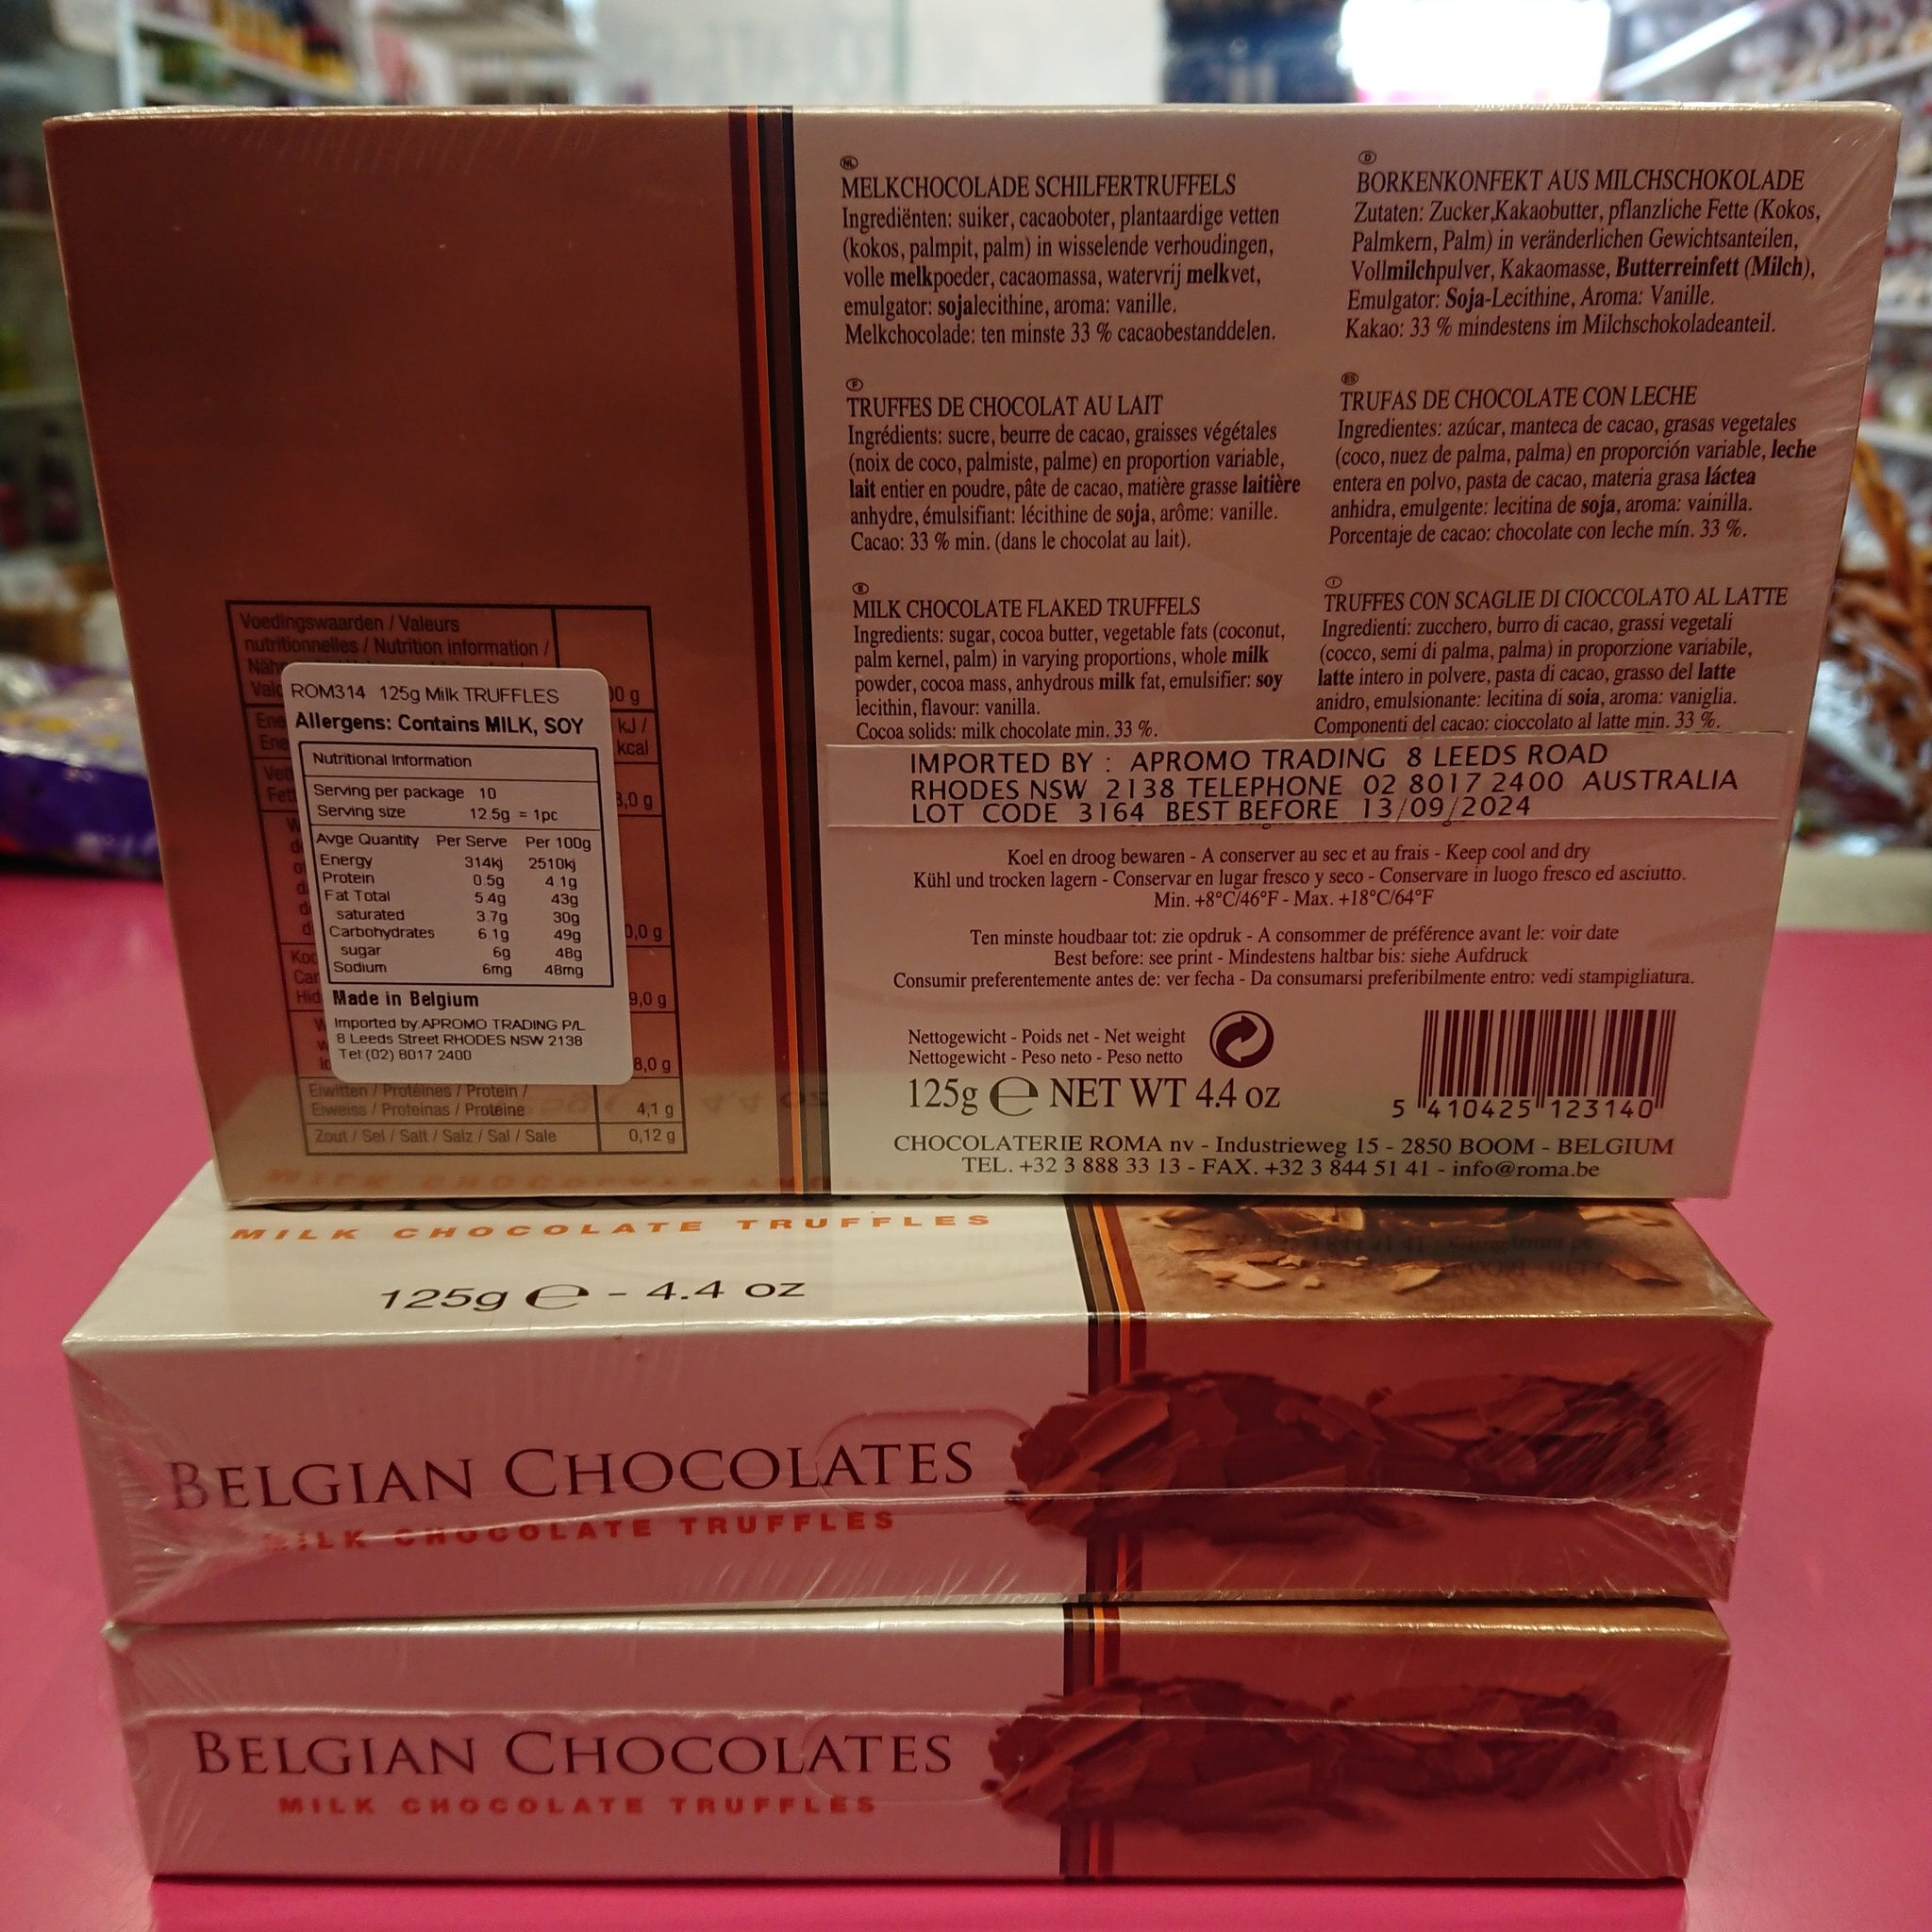 NL
MELKCHOCOLADE SCHILFERTRUFFELS
Ingrediënten: suiker, cacaoboter, plantaardige vetten
(kokos, palmpit, palm) in wisselende verhoudingen,
volle melkpoeder, cacaomassa, watervrij melkvet,
emulgator: sojalecithine, aroma: vanille.
Melkchocolade: ten minste 33 % cacaobestanddelen.
D
BORKENKONFEKT AUS MILCHSCHOKOLADE
Zutaten: Zucker,Kakaobutter, pflanzliche Fette (Kokos,
Palmkern, Palm) in veränderlichen Gewichtsanteilen,
Vollmilchpulver, Kakaomasse, Butterreinfett (Milch),
Emulgator: Soja-Lecithine, Aroma: Vanille.
Kakao: 33 % mindestens im Milchschokoladeanteil.
F
TRUFFES DE CHOCOLAT AU LAIT
Ingrédients: sucre, beurre de cacao, graisses végétales
(noix de coco, palmiste, palme) en proportion variable,
lait entier en poudre, pâte de cacao, matière grasse laitière
anhydre, émulsifiant: lécithine de soja, arôme: vanille.
Cacao: 33 % min. (dans le chocolat au lait).
ES
TRUFAS DE CHOCOLATE CON LECHE
Ingredientes: azúcar, manteca de cacao, grasas vegetales
(coco, nuez de palma, palma) en proporción variable, leche
entera en polvo, pasta de cacao, materia grasa láctea
anhidra, emulgente: lecitina de soja, aroma: vainilla.
Porcentaje de cacao: chocolate con leche mín. 33 %.
MILK CHOCOLATE FLAKED TRUFFELS
Ingredients: sugar, cocoa butter, vegetable fats (coconut,
palm kernel, palm) in varying proportions, whole milk
powder, cocoa mass, anhydrous milk fat, emulsifier: soy
lecithin, flavour: vanilla.
Cocoa solids: milk chocolate min. 33 %.
I
TRUFFES CON SCAGLIE DI CIOCCOLATO AL LATTE
Ingredienti: zucchero, burro di cacao, grassi vegetali
(cocco, semi di palma, palma) in proporzione variabile,
latte intero in polvere, pasta di cacao, grasso del latte
anidro, emulsionante: lecitina di soia, aroma: vaniglia.
Componenti del cacao: cioccolato al latte min. 33 %.
IMPORTED BY : APROMO TRADING 8 LEEDS ROAD
RHODES NSW 2138 TELEPHONE 02 8017 2400 AUSTRALIA
LOT CODE 3164 BEST BEFORE 13/09/2024
Koel en droog bewaren - A conserver au sec et au frais - Keep cool and dry
Kühl und trocken lagern - Conservar en lugar fresco y seco - Conservare in luogo fresco ed asciutto.
Min. +8°C/46°F - Max. +18°C/64°F
Ten minste houdbaar tot: zie opdruk - A consommer de préférence avant le: voir date
Best before: see print - Mindestens haltbar bis: siehe Aufdruck
Consumir preferentemente antes de: ver fecha - Da consumarsi preferibilmente entro: vedi stampigliatura.
Nettogewicht - Poids net - Net weight
Nettogewicht - Peso neto - Peso netto
125g e NET WT 4.4 oz
5 410425 123140
CHOCOLATERIE ROMA nv - Industrieweg 15 - 2850 BOOM - BELGIUM
TEL. +32 3 888 33 13 - FAX. +32 3 844 51 41 - info@roma.be
Voedingswaarden / Valeurs
nutritionnelles / Nutrition information /
kJ /
kcal
ROM314 125g Milk TRUFFLES
Allergens: Contains MILK, SOY
Nutritional Information
Serving per package 10
Serving size 12.5g = 1pc
Avge Quantity Per Serve Per 100g
Energy 314kj 2510kj
Protein 0.5g 4.1g
Fat Total 5.4g 43g
saturated 3.7g 30g
Carbohydrates 6.1g 49g
sugar 6g 48g
Sodium 6mg 48mg
Made in Belgium
Imported by:APROMO TRADING P/L
8 Leeds Street RHODES NSW 2138
Tel:(02) 8017 2400
Eiwitten / Protéines / Protein /
Eiweiss / Proteínas / Proteine 4,1 g
Zout / Sel / Salt / Salz / Sal / Sale 0,12 g
MILK CHOCOLATE TRUFFLES
125g e - 4.4 oz
BELGIAN CHOCOLATES
MILK CHOCOLATE TRUFFLES
BELGIAN CHOCOLATES
MILK CHOCOLATE TRUFFLES